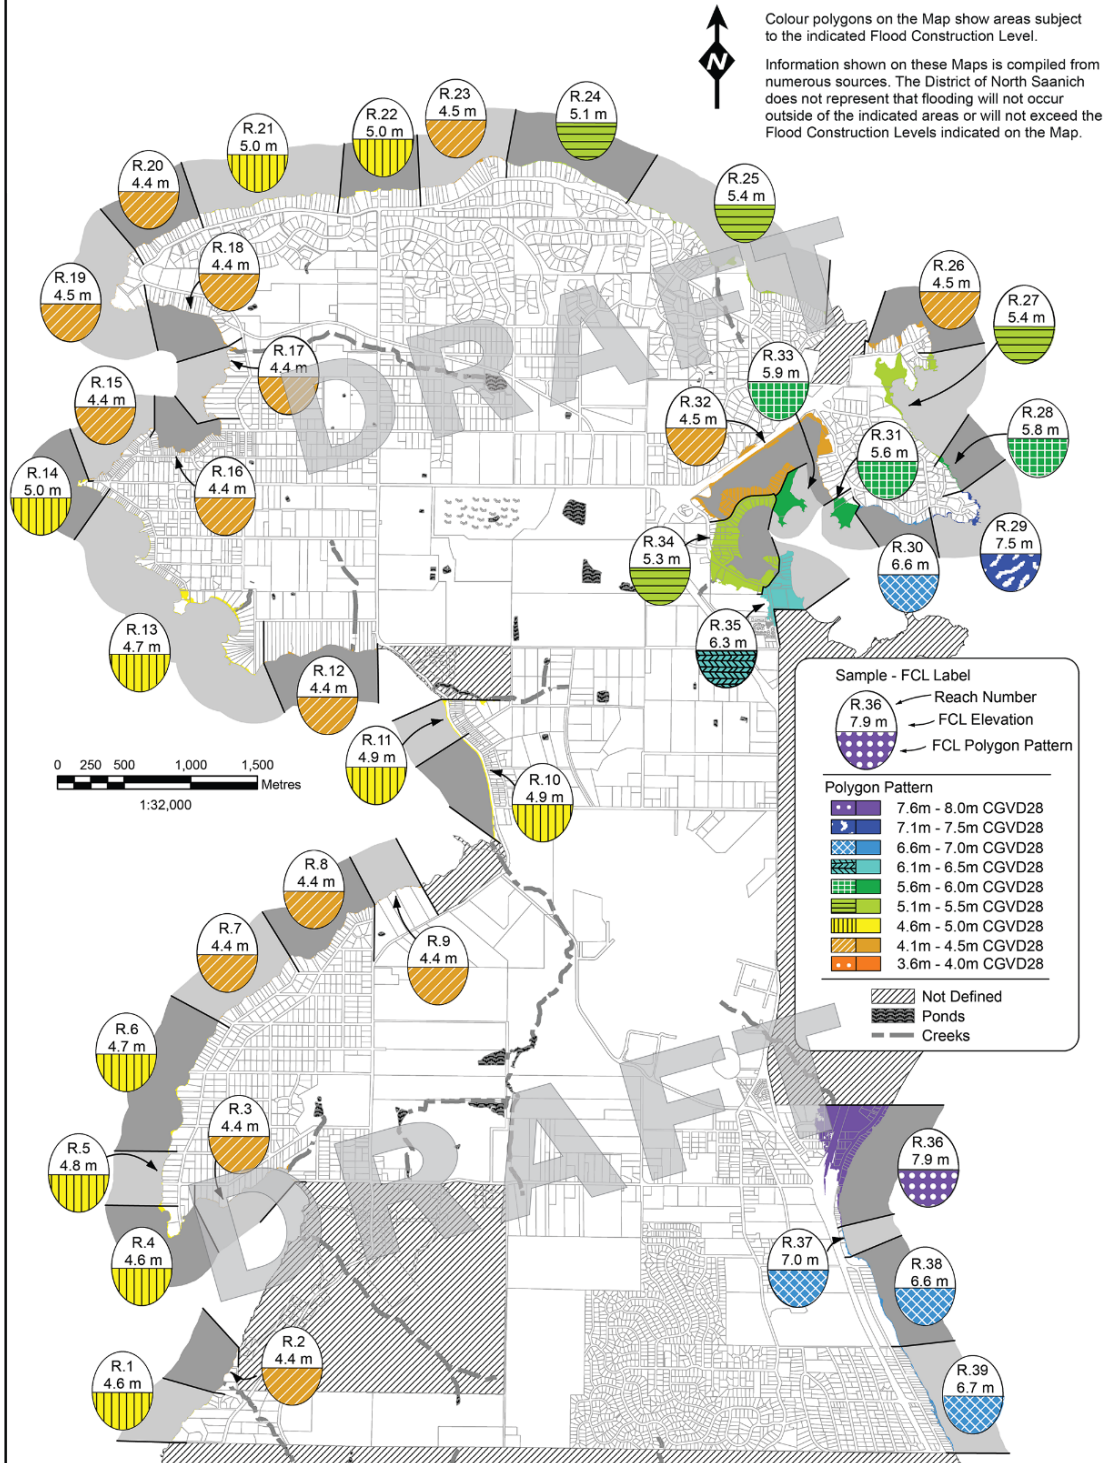 Colour polygons on the Map show areas subject
to the indicated Flood Construction Level.
Information shown on these Maps is compiled from
numerous sources. The District of North Saanich
does not represent that flooding will not occur
outside of the indicated areas or will not exceed the
Flood Construction Levels indicated on the Map.
N
R.23
4.5 m
R.24
5.1 m
R.22
5.0 m
R.21
5.0 m
R.20
4.4 m
R.25
5.4 m
R.18
4.4 m
R.19
4.5 m
R.26
4.5 m
R.27
5.4 m
DRAFT
R.17
4.4 m
R.33
5.9 m
R.15
4.4 m
R.32
4.5 m
R.28
5.8 m
R.31
5.6 m
R.14
5.0 m
R.16
4.4 m
R.34
5.3 m
R.30
6.6 m
R.29
7.5 m
R.13
4.7 m
R.35
6.3 m
R.12
4.4 m
R.11
4.9 m
R.10
4.9 m
0 250 500 1,000 1,500
Metres
1:32,000
Sample - FCL Label
R.36
7.9 m
Reach Number
FCL Elevation
FCL Polygon Pattern
Polygon Pattern
7.6m - 8.0m CGVD28
7.1m - 7.5m CGVD28
6.6m - 7.0m CGVD28
6.1m - 6.5m CGVD28
5.6m - 6.0m CGVD28
5.1m - 5.5m CGVD28
4.6m - 5.0m CGVD28
4.1m - 4.5m CGVD28
3.6m - 4.0m CGVD28
Not Defined
Ponds
Creeks
R.8
4.4 m
R.7
4.4 m
R.9
4.4 m
R.6
4.7 m
R.3
4.4 m
R.5
4.8 m
DRAFT
R.36
7.9 m
R.4
4.6 m
R.37
7.0 m
R.38
6.6 m
R.2
4.4 m
R.1
4.6 m
R.39
6.7 m